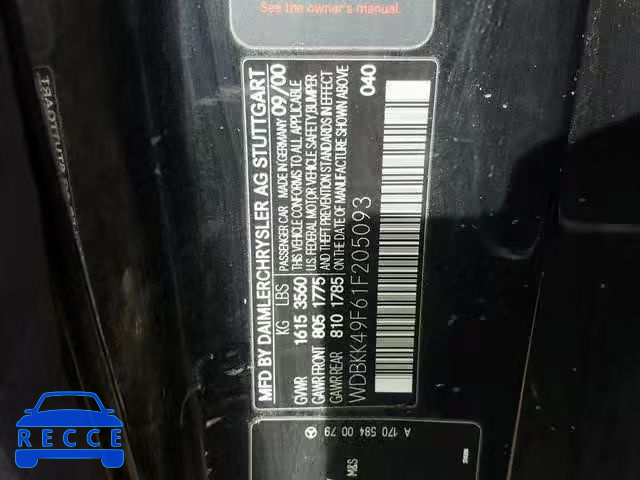 See the owner's manual.
MFD BY DAIMLERCHRYSLER AG STUTTGART
PASSENGER CAR MADE IN GERMANY 09/00
KG LBS THIS VEHICLE CONFORMS TO ALL APPLICABLE
GVWR 1615 3560 U.S. FEDERAL MOTOR VEHICLE SAFETY BUMPER
GAWR FRONT 805 1775 AND THEFT PREVENTION STANDARDS IN EFFECT
GAWR REAR 810 1785 ON THE DATE OF MANUFACTURE SHOWN ABOVE
WDBKK49F61F205093 040
A 170 584 00 79
M&S
RECCE